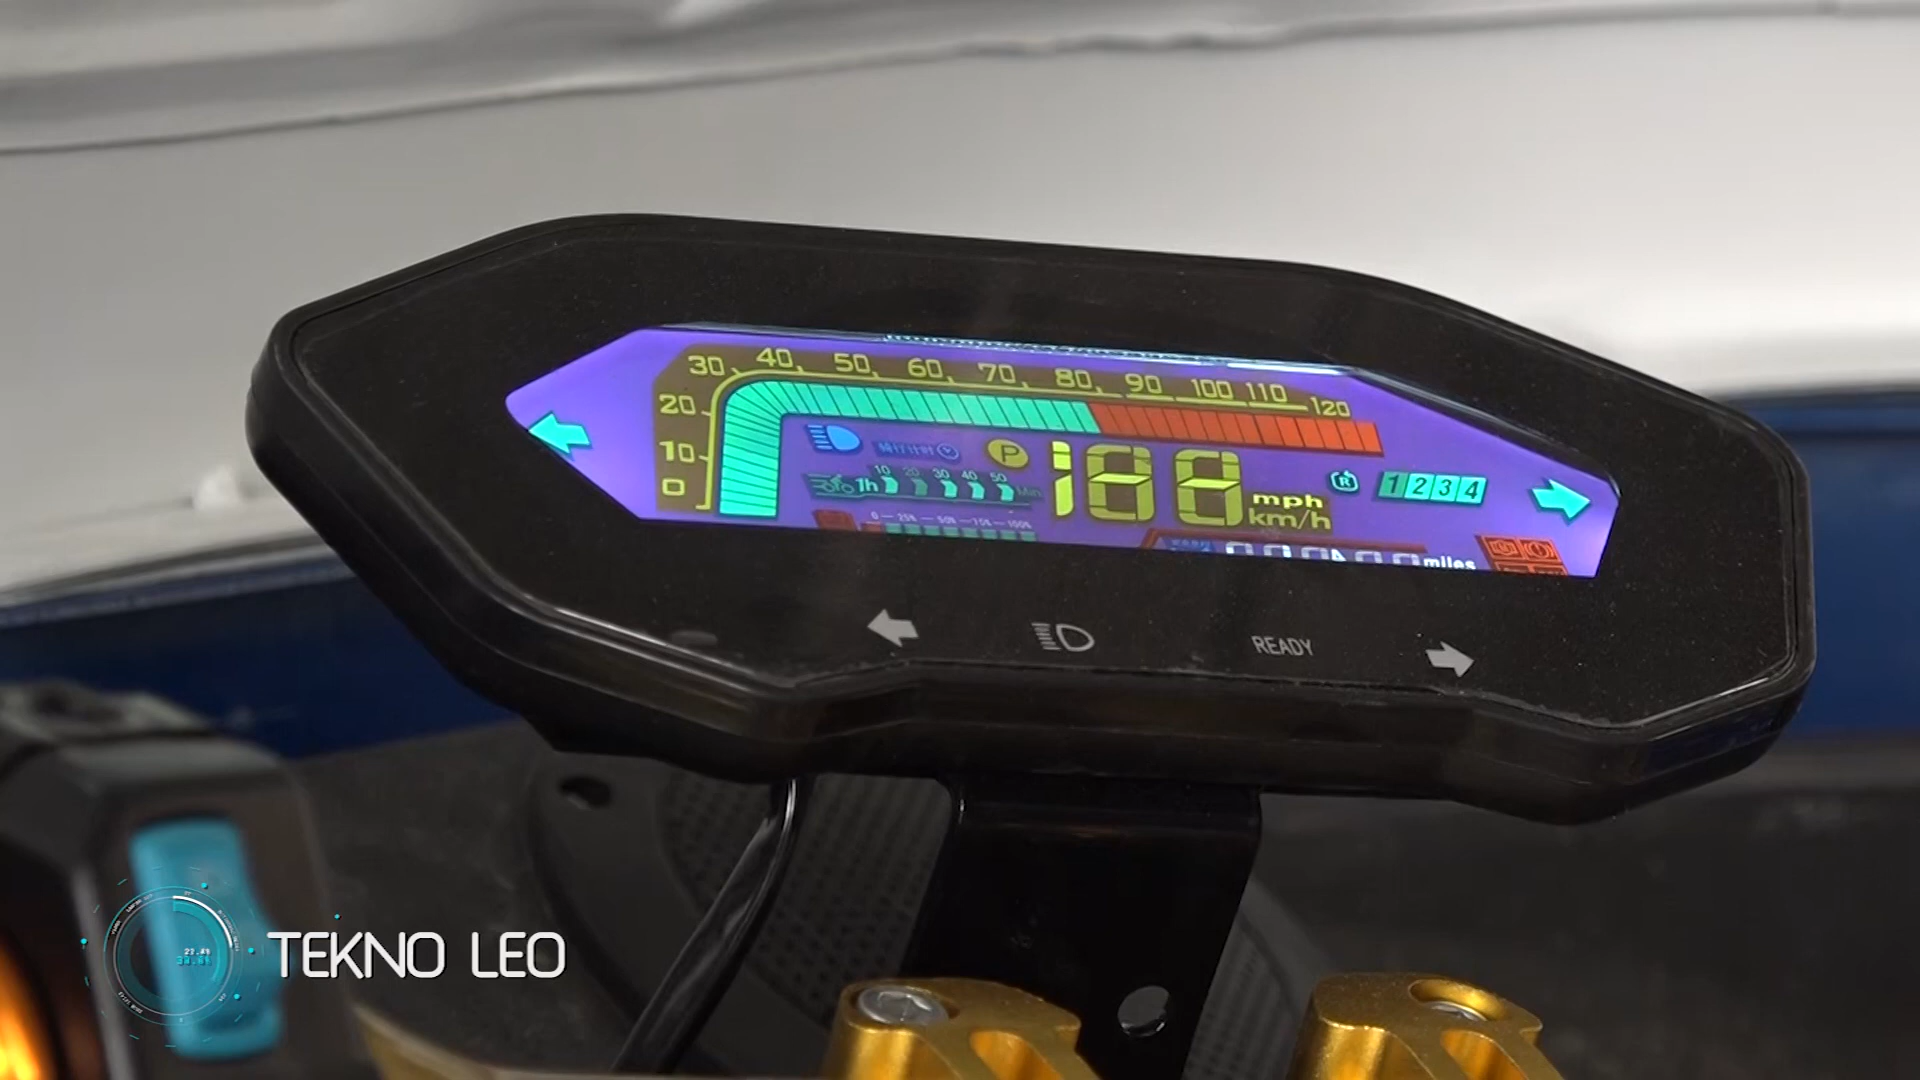 30 40 50 60 70 80 90 100 110 120
20
10
0
P
188
mph
km/h
R
1 2 3 4
1h
10 20 30 40 50
Min
0 — 25% — 50% — 75% — 100%
miles
READY
TEKNO LEO